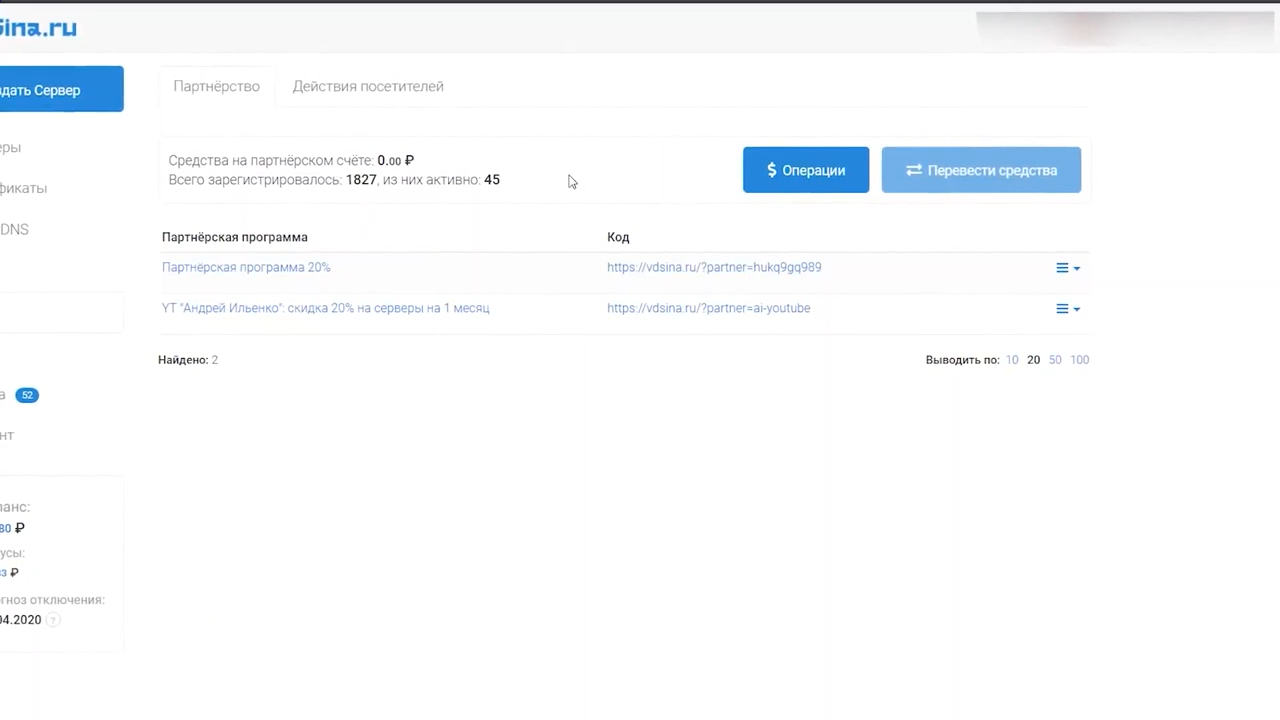 sina.ru
дать Сервер
Партнёрство
Действия посетителей
еры
Средства на партнёрском счёте: 0.00 ₽
Всего зарегистрировалось: 1827, из них активно: 45
Операции
Перевести средства
фикаты
DNS
Партнёрская программа
Код
Партнёрская программа 20%
https://vdsina.ru/?partner=hukq9gq989
YT "Андрей Ильенко": скидка 20% на серверы на 1 месяц
https://vdsina.ru/?partner=ai-youtube
Найдено: 2
Выводить по: 10 20 50 100
а 52
нт
ланс:
80 ₽
усы:
33 ₽
гноз отключения:
04.2020 ?